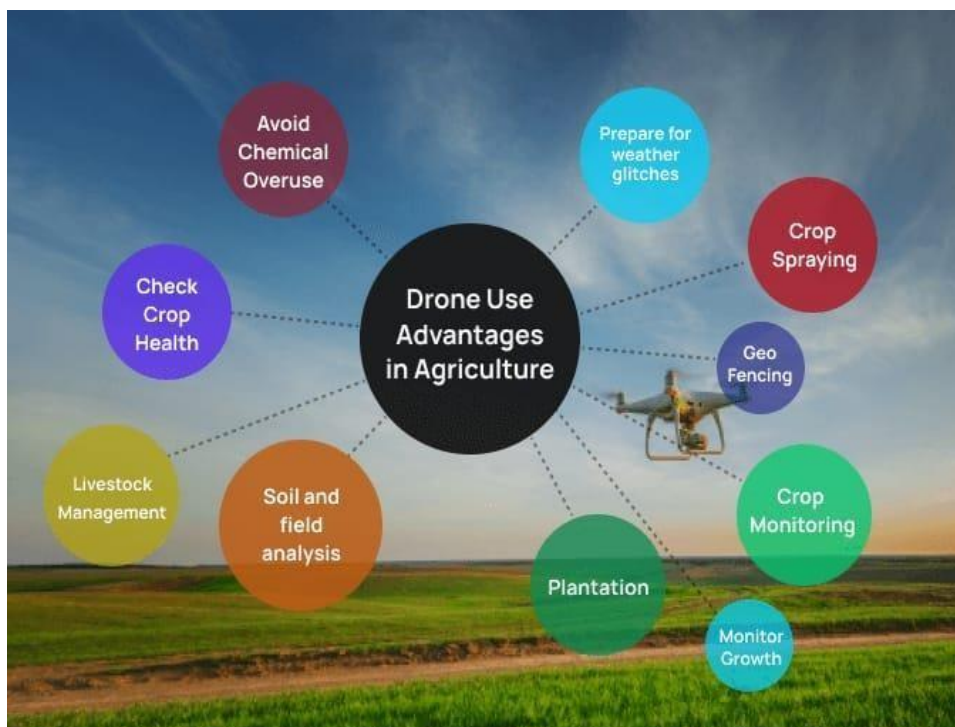 Avoid
Chemical
Overuse
Prepare for
weather
glitches
Crop
Spraying
Check
Crop
Health
Drone Use
Advantages
in Agriculture
Geo
Fencing
Livestock
Management
Soil and
field
analysis
Crop
Monitoring
Plantation
Monitor
Growth